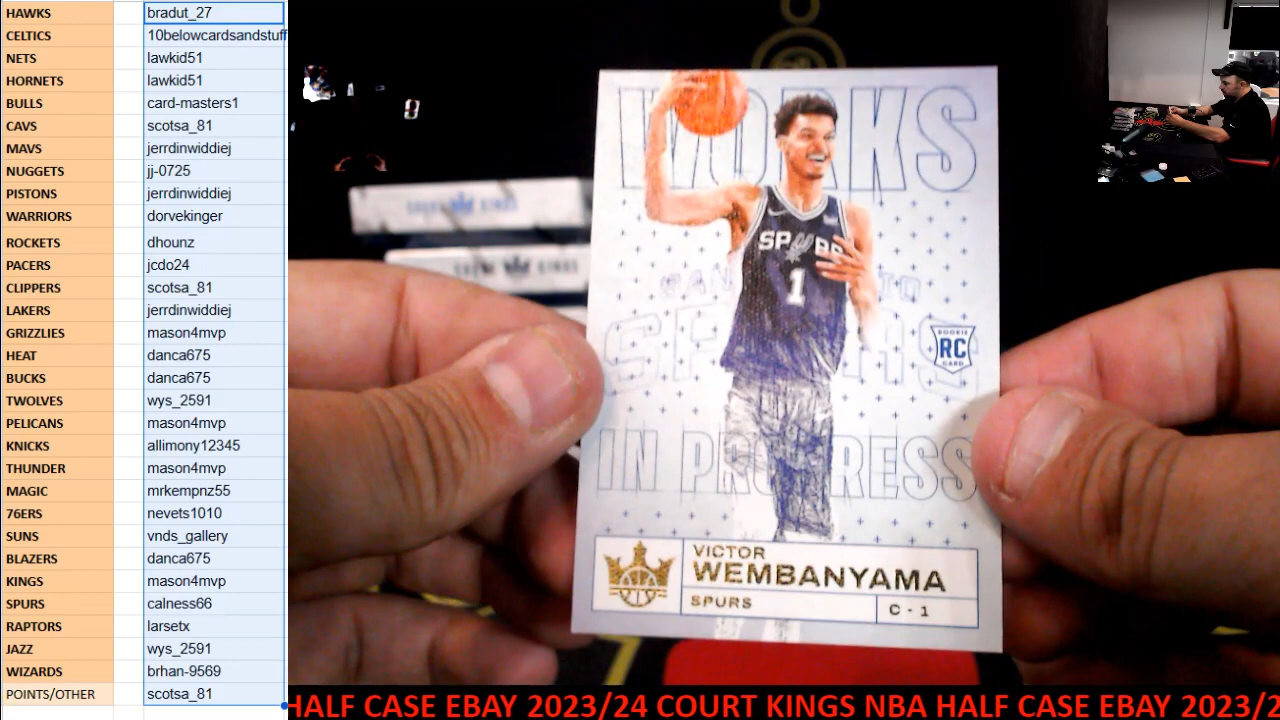 HAWKS bradut_27
CELTICS 10belowcardsandstuff
NETS lawkid51
HORNETS lawkid51
BULLS card-masters1
CAVS scotsa_81
MAVS jerrdinwiddiej
NUGGETS jj-0725
PISTONS jerrdinwiddiej
WARRIORS dorvekinger
ROCKETS dhounz
PACERS jcdo24
CLIPPERS scotsa_81
LAKERS jerrdinwiddiej
GRIZZLIES mason4mvp
HEAT danca675
BUCKS danca675
TWOLVES wys_2591
PELICANS mason4mvp
KNICKS allimony12345
THUNDER mason4mvp
MAGIC mrkempnz55
76ERS nevets1010
SUNS vnds_gallery
BLAZERS danca675
KINGS mason4mvp
SPURS calness66
RAPTORS larsetx
JAZZ wys_2591
WIZARDS brhan-9569
POINTS/OTHER scotsa_81
WORKS
SPURS
1
TO
IN PROGRESS
ROOKIE
RC
CARD
VICTOR
WEMBANYAMA
SPURS
C - 1
KINGS
HALF CASE EBAY 2023/24 COURT KINGS NBA HALF CASE EBAY 2023/2